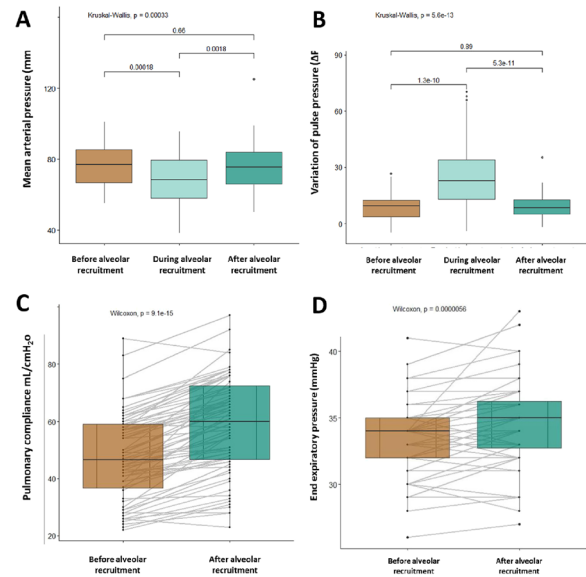 A
Kruskal-Wallis, p = 0.00033
0.66
0.0018
0.00018
Mean arterial pressure (mm
120
80
40
Before alveolar
recruitment
During alveolar
recruitment
After alveolar
recruitment
B
Kruskal-Wallis, p = 5.6e-13
0.89
5.3e-11
1.3e-10
Variation of pulse pressure (ΔF
90
60
30
0
Before alveolar
recruitment
During alveolar
recruitment
After alveolar
recruitment
C
Wilcoxon, p = 9.1e-15
Pulmonary compliance mL/cmH₂o
80
60
40
20
Before alveolar
recruitment
After alveolar
recruitment
D
Wilcoxon, p = 0.0000056
End expiratory pressure (mmHg)
40
35
30
Before alveolar
recruitment
After alveolar
recruitment